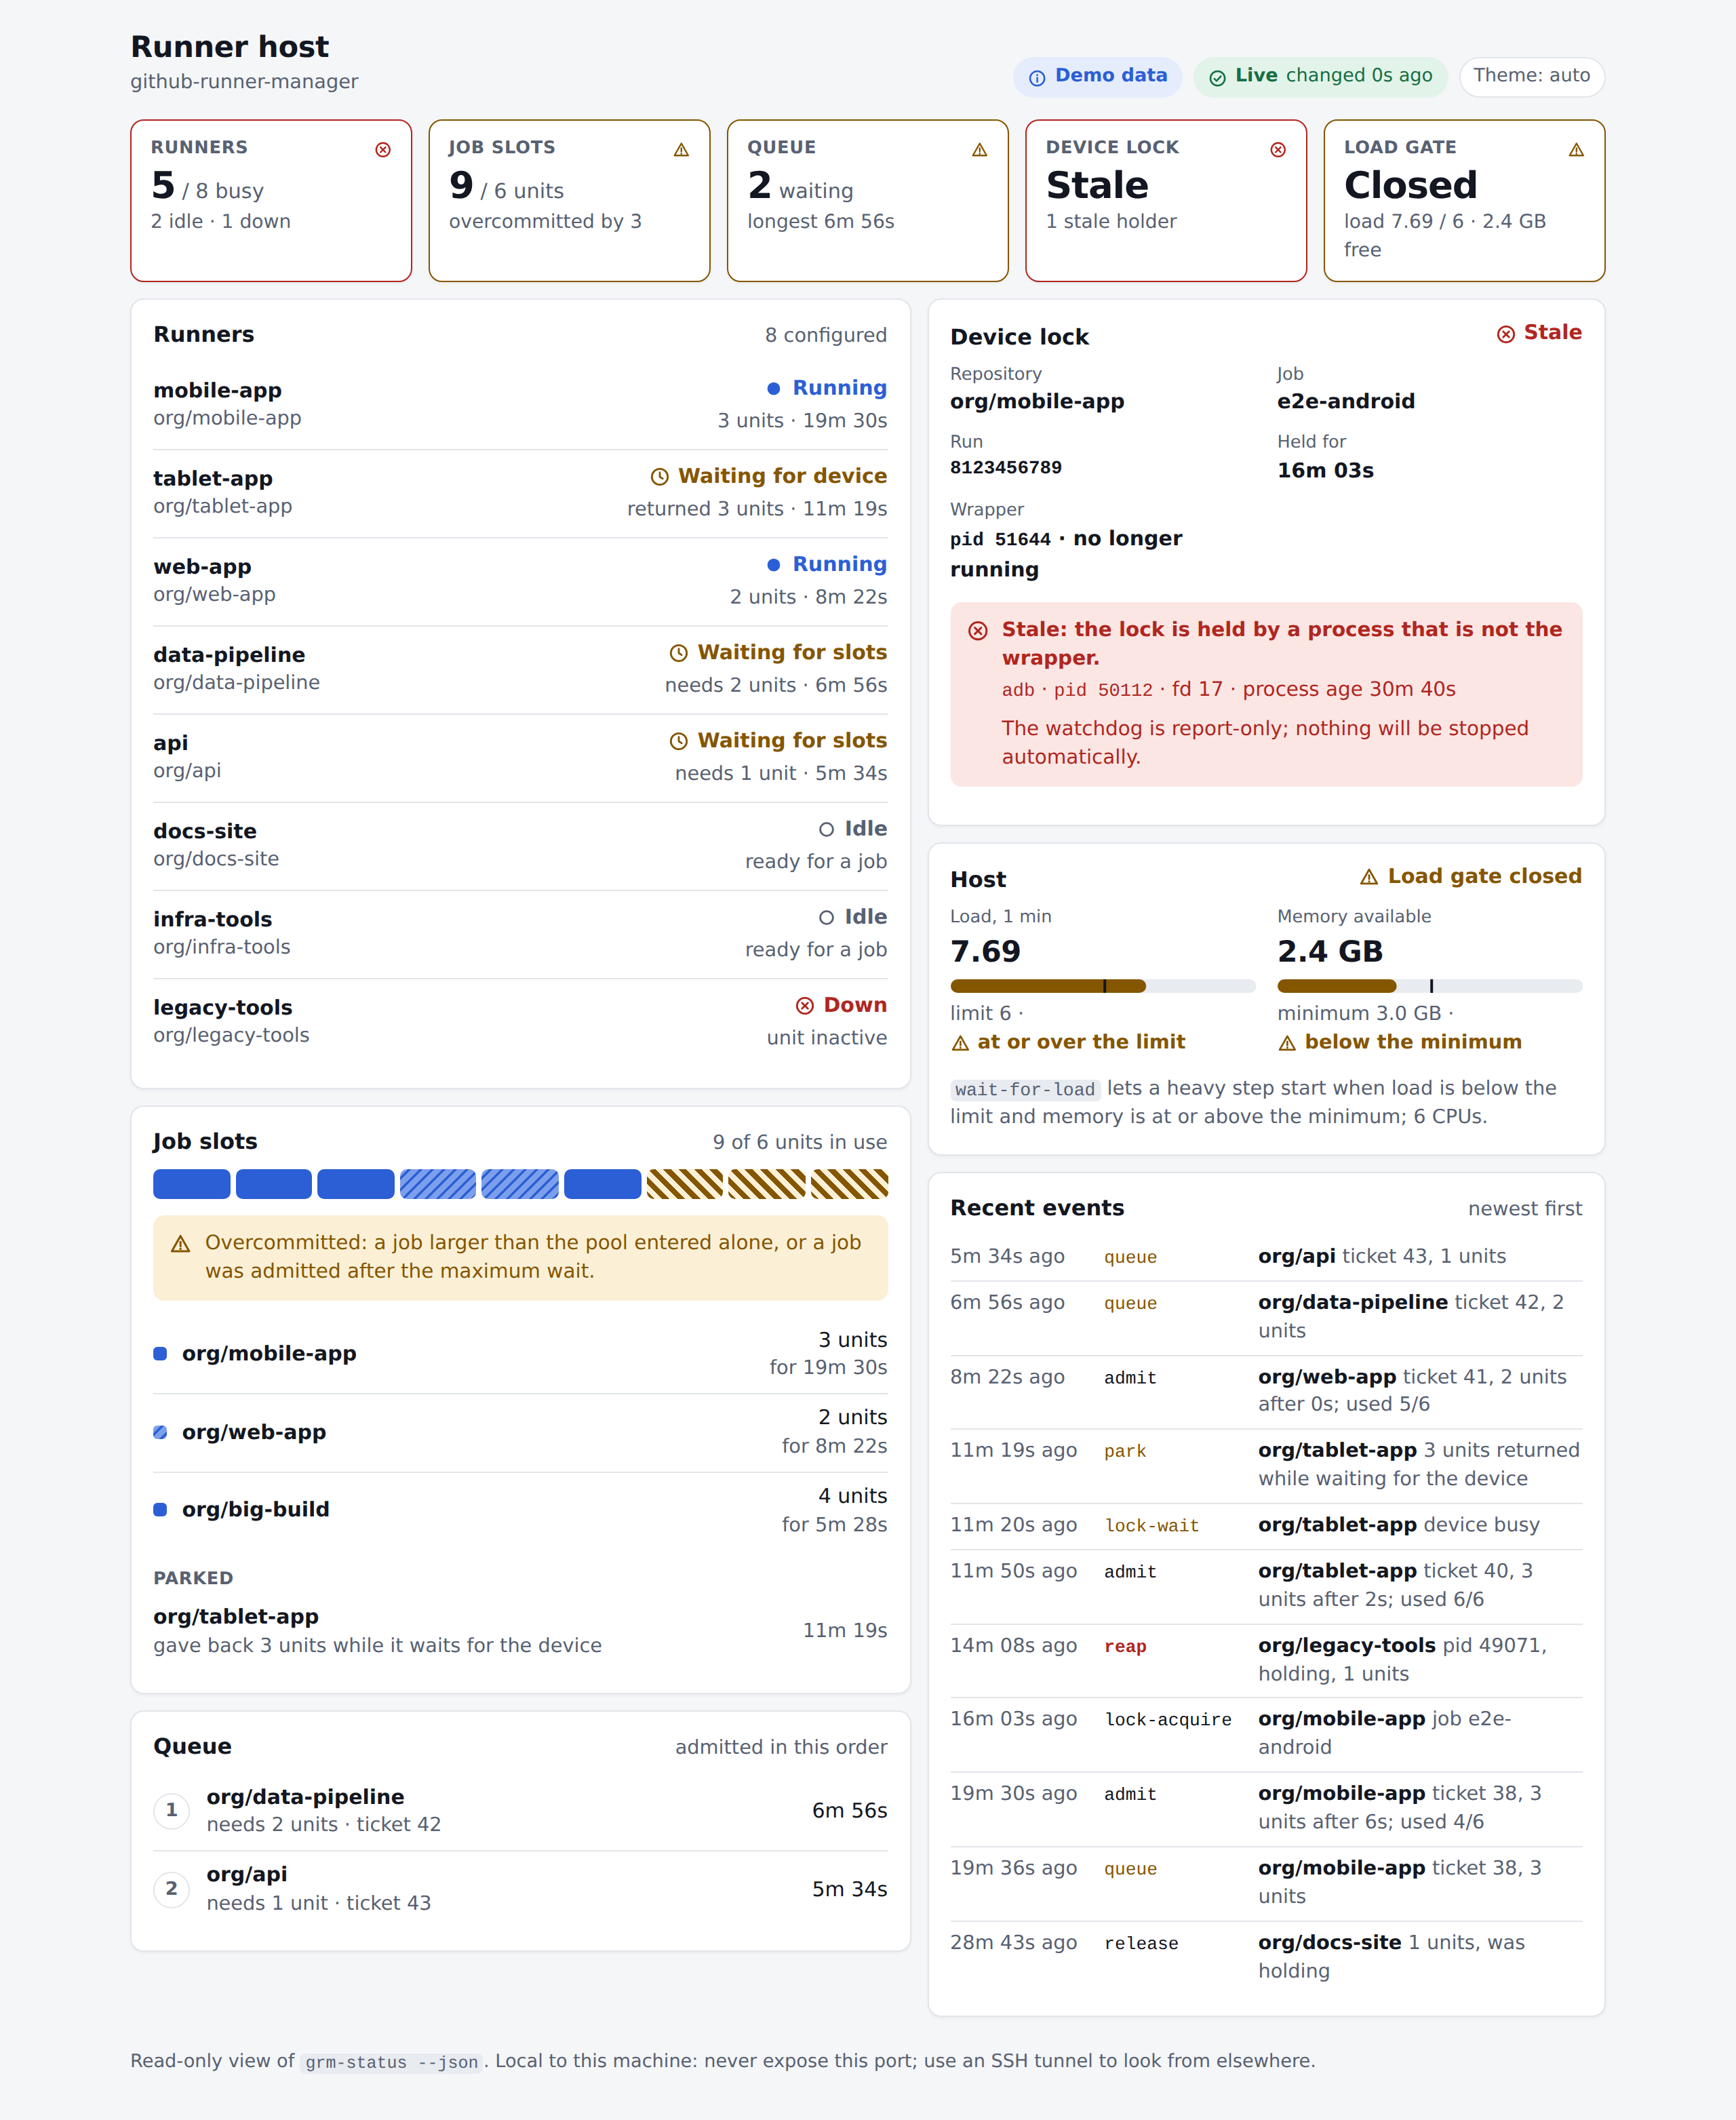 Runner host
github-runner-manager
Demo data
Live changed 0s ago
Theme: auto
RUNNERS
5 / 8 busy
2 idle · 1 down
JOB SLOTS
9 / 6 units
overcommitted by 3
QUEUE
2 waiting
longest 6m 56s
DEVICE LOCK
Stale
1 stale holder
LOAD GATE
Closed
load 7.69 / 6 · 2.4 GB
free
Runners
8 configured
mobile-app
org/mobile-app
Running
3 units · 19m 30s
tablet-app
org/tablet-app
Waiting for device
returned 3 units · 11m 19s
web-app
org/web-app
Running
2 units · 8m 22s
data-pipeline
org/data-pipeline
Waiting for slots
needs 2 units · 6m 56s
api
org/api
Waiting for slots
needs 1 unit · 5m 34s
docs-site
org/docs-site
Idle
ready for a job
infra-tools
org/infra-tools
Idle
ready for a job
legacy-tools
org/legacy-tools
Down
unit inactive
Job slots
9 of 6 units in use
Overcommitted: a job larger than the pool entered alone, or a job
was admitted after the maximum wait.
org/mobile-app
3 units
for 19m 30s
org/web-app
2 units
for 8m 22s
org/big-build
4 units
for 5m 28s
PARKED
org/tablet-app
gave back 3 units while it waits for the device
11m 19s
Queue
admitted in this order
1
org/data-pipeline
needs 2 units · ticket 42
6m 56s
2
org/api
needs 1 unit · ticket 43
5m 34s
Device lock
Stale
Repository
org/mobile-app
Job
e2e-android
Run
8123456789
Held for
16m 03s
Wrapper
pid 51644 · no longer
running
Stale: the lock is held by a process that is not the
wrapper.
adb · pid 50112 · fd 17 · process age 30m 40s
The watchdog is report-only; nothing will be stopped
automatically.
Host
Load gate closed
Load, 1 min
7.69
limit 6 ·
at or over the limit
Memory available
2.4 GB
minimum 3.0 GB ·
below the minimum
wait-for-load lets a heavy step start when load is below the
limit and memory is at or above the minimum; 6 CPUs.
Recent events
newest first
5m 34s ago queue org/api ticket 43, 1 units
6m 56s ago queue org/data-pipeline ticket 42, 2
units
8m 22s ago admit org/web-app ticket 41, 2 units
after 0s; used 5/6
11m 19s ago park org/tablet-app 3 units returned
while waiting for the device
11m 20s ago lock-wait org/tablet-app device busy
11m 50s ago admit org/tablet-app ticket 40, 3
units after 2s; used 6/6
14m 08s ago reap org/legacy-tools pid 49071,
holding, 1 units
16m 03s ago lock-acquire org/mobile-app job e2e-
android
19m 30s ago admit org/mobile-app ticket 38, 3
units after 6s; used 4/6
19m 36s ago queue org/mobile-app ticket 38, 3
units
28m 43s ago release org/docs-site 1 units, was
holding
Read-only view of grm-status --json. Local to this machine: never expose this port; use an SSH tunnel to look from elsewhere.